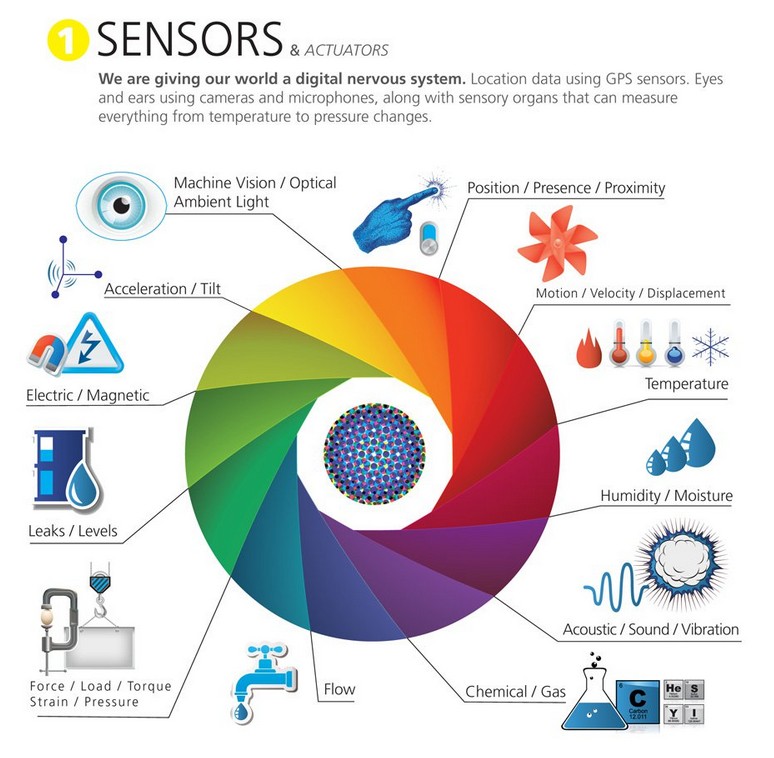 1 SENSORS & ACTUATORS
We are giving our world a digital nervous system. Location data using GPS sensors. Eyes
and ears using cameras and microphones, along with sensory organs that can measure
everything from temperature to pressure changes.
Machine Vision / Optical
Ambient Light
Position / Presence / Proximity
Acceleration / Tilt
Motion / Velocity / Displacement
Electric / Magnetic
Temperature
Leaks / Levels
Humidity / Moisture
Acoustic / Sound / Vibration
Force / Load / Torque
Strain / Pressure
Flow
Chemical / Gas
6
C
Carbon
12.011
He
S
Y
I